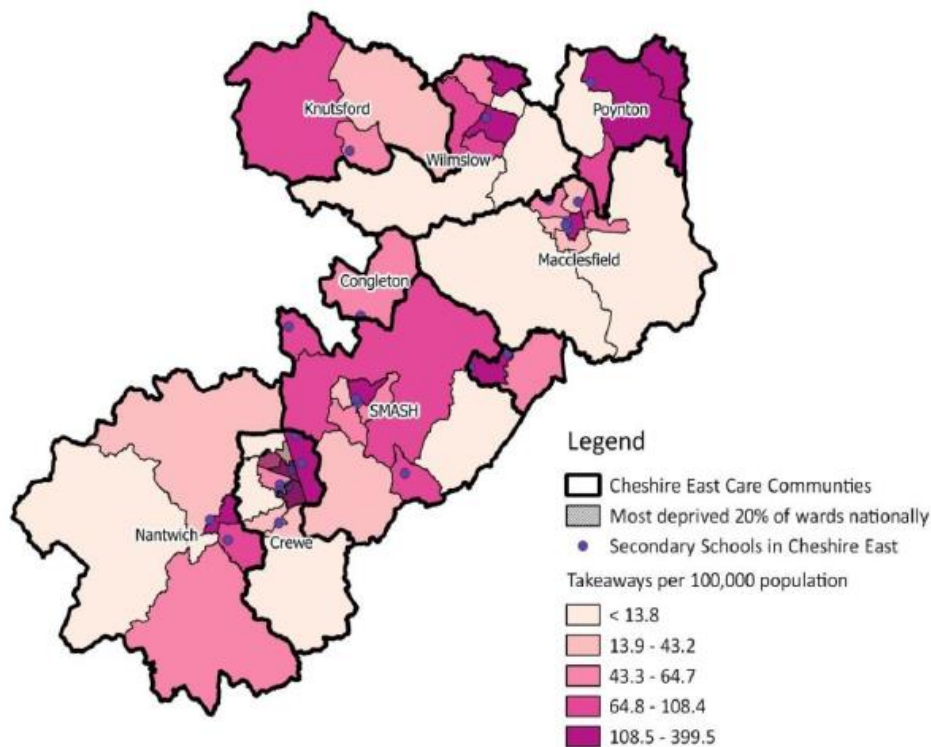 Knutsford
Poynton
Wilmslow
Macclesfield
Congleton
SMASH
Nantwich
Crewe
Legend
Cheshire East Care Communties
Most deprived 20% of wards nationally
Secondary Schools in Cheshire East
Takeaways per 100,000 population
< 13.8
13.9 - 43.2
43.3 - 64.7
64.8 - 108.4
108.5 - 399.5